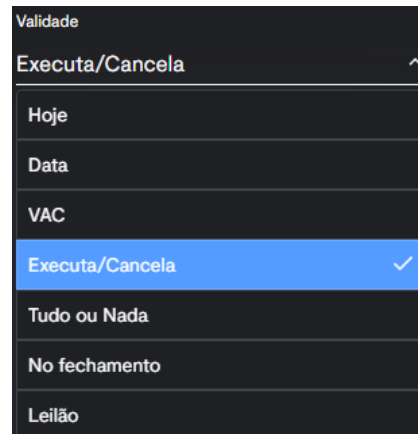 Validade
Executa/Cancela
Hoje
Data
VAC
Executa/Cancela
Tudo ou Nada
No fechamento
Leilão